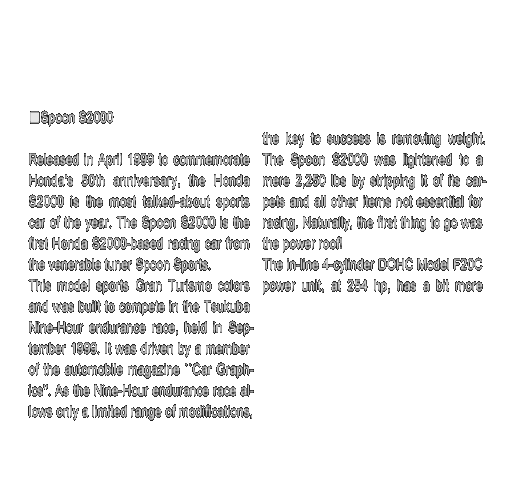 ■Spoon S2000
Released in April 1999 to commemorate
Honda's 50th anniversary, the Honda
S2000 is the most talked-about sports
car of the year. The Spoon S2000 is the
first Honda S2000-based racing car from
the venerable tuner Spoon Sports.
This model sports Gran Turismo colors
and was built to compete in the Tsukuba
Nine-Hour endurance race, held in Sep-
tember 1999. It was driven by a member
of the automobile magazine "Car Graph-
ics". As the Nine-Hour endurance race al-
lows only a limited range of modifications,
the key to success is removing weight.
The Spoon S2000 was lightened to a
mere 2,250 lbs by stripping it of its car-
pets and all other items not essential for
racing. Naturally, the first thing to go was
the power roof!
The in-line 4-cylinder DOHC Model F20C
power unit, at 254 hp, has a bit more